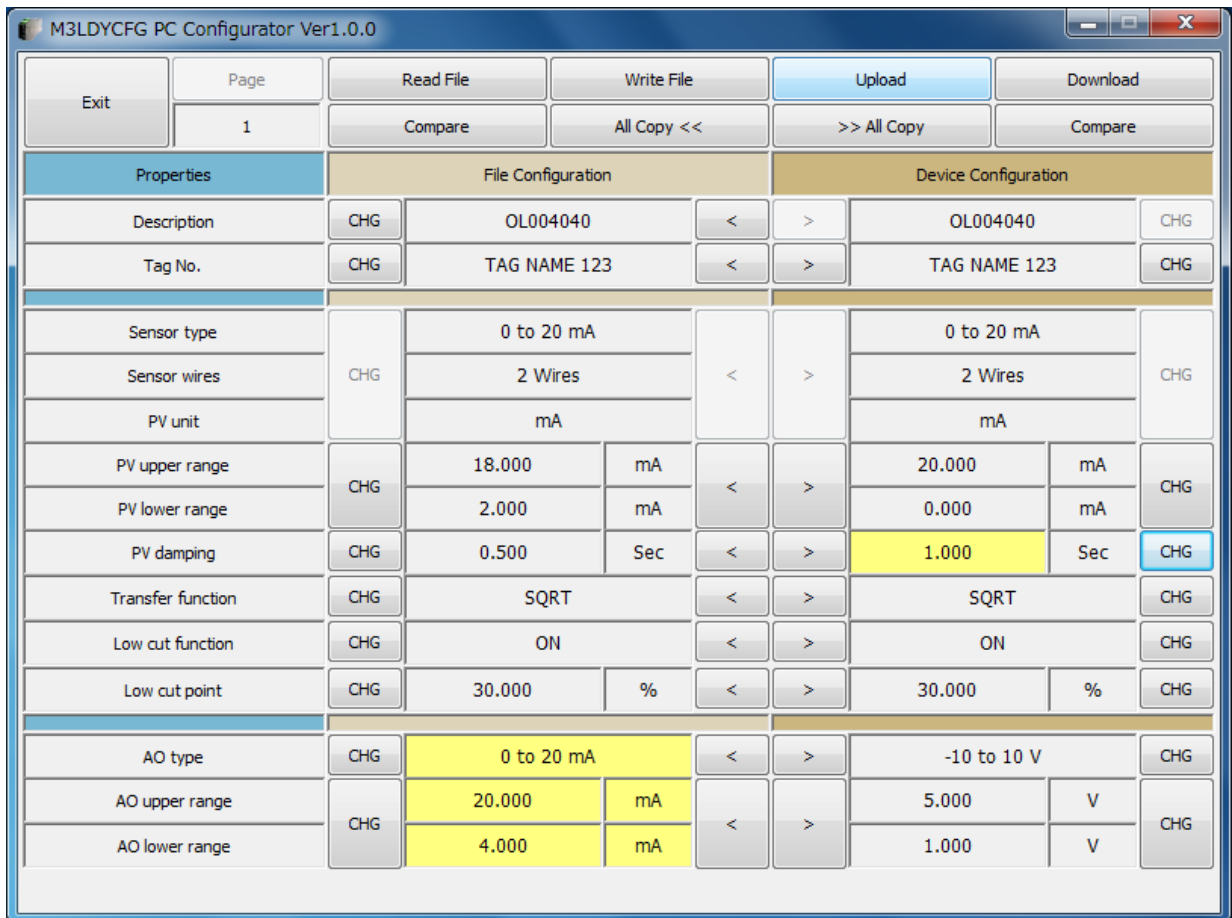 M3LDYCFG PC Configurator Ver1.0.0
Exit Page Read File Write File Upload Download
1 Compare All Copy << >> All Copy Compare
Properties File Configuration Device Configuration
Description CHG OL004040 < > OL004040 CHG
Tag No. CHG TAG NAME 123 < > TAG NAME 123 CHG
Sensor type 0 to 20 mA 0 to 20 mA
Sensor wires CHG 2 Wires < > 2 Wires CHG
PV unit mA mA
PV upper range CHG 18.000 mA < > 20.000 mA CHG
PV lower range 2.000 mA 0.000 mA
PV damping CHG 0.500 Sec < > 1.000 Sec CHG
Transfer function CHG SQRT < > SQRT CHG
Low cut function CHG ON < > ON CHG
Low cut point CHG 30.000 % < > 30.000 % CHG
AO type CHG 0 to 20 mA < > -10 to 10 V CHG
AO upper range CHG 20.000 mA < > 5.000 V CHG
AO lower range 4.000 mA 1.000 V